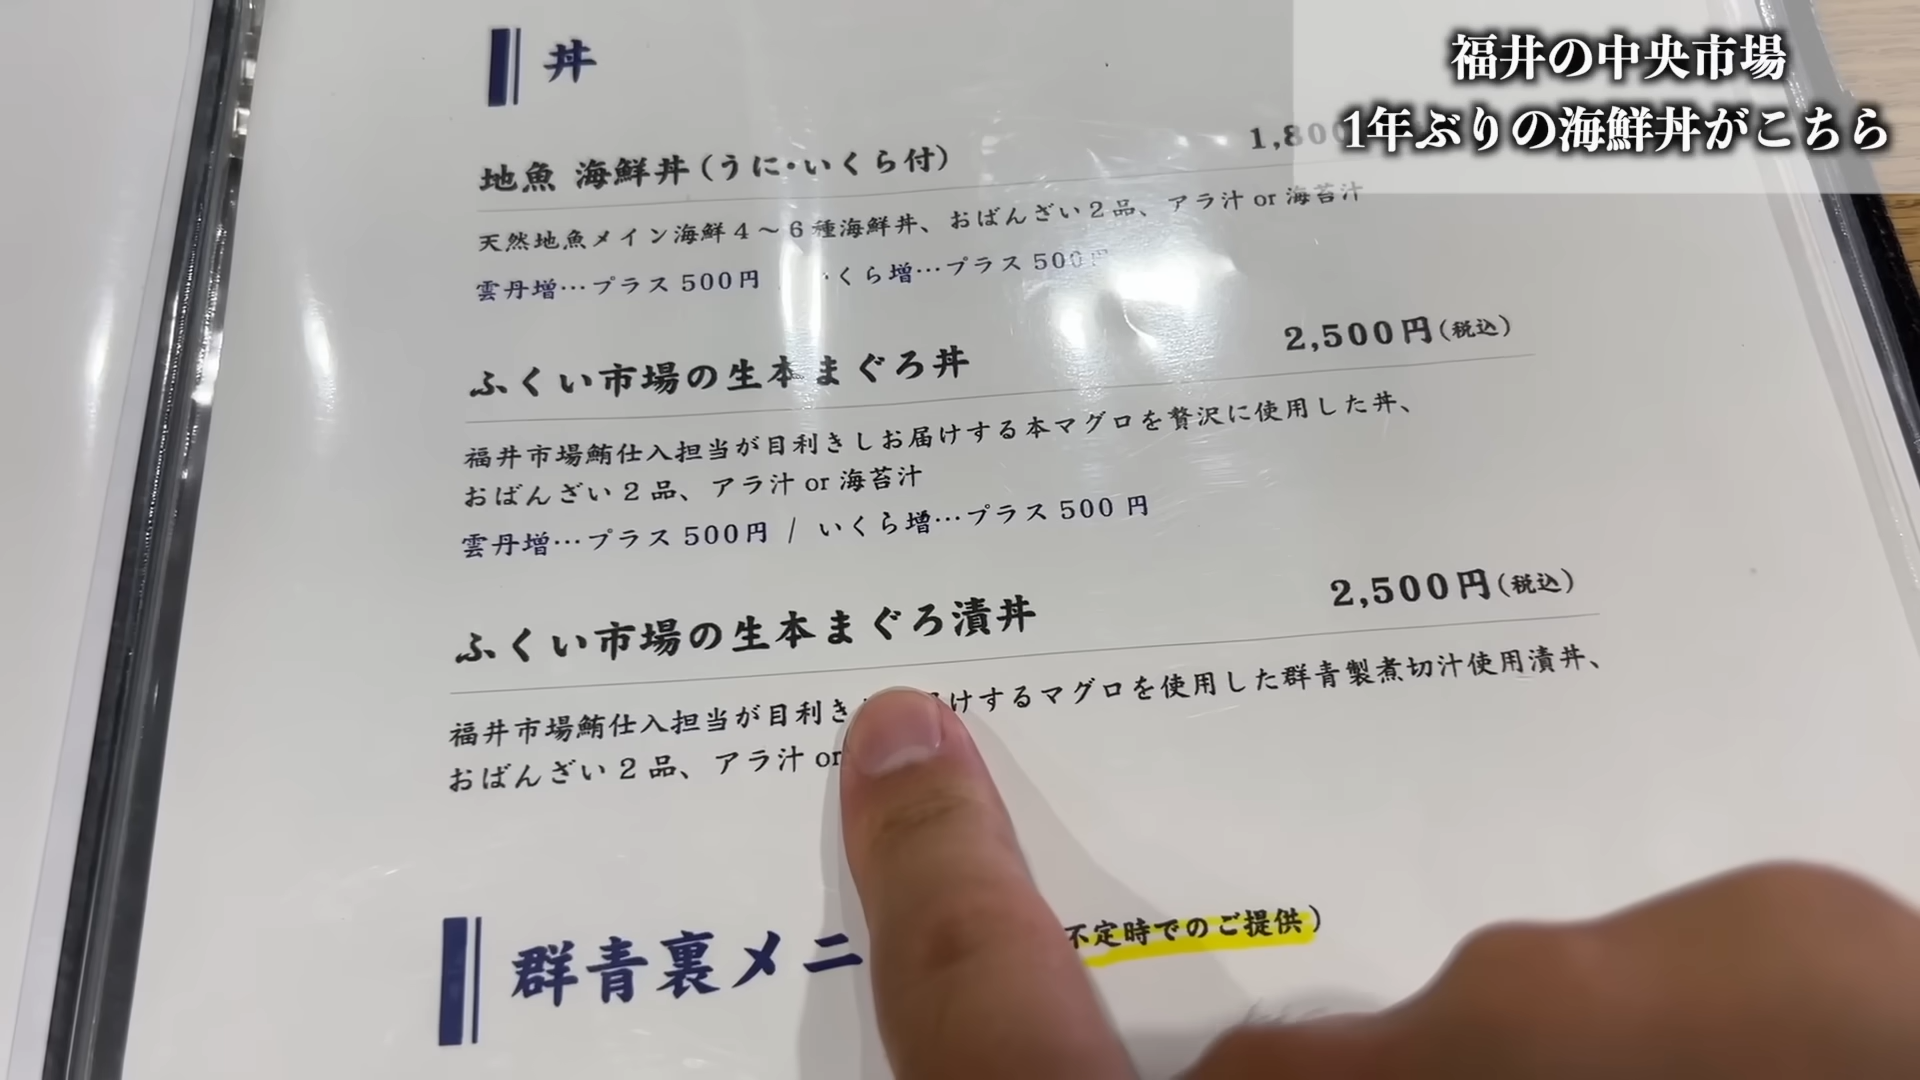 福井の中央市場
1年ぶりの海鮮丼がこちら
丼
地魚 海鮮丼(うに・いくら付) 1,800
天然地魚メイン海鮮4〜6種海鮮丼、おばんざい2品、アラ汁 or 海苔汁
雲丹増…プラス 500円 くら増…プラス 500円
ふくい市場の生本まぐろ丼 2,500円(税込)
福井市場鮪仕入担当が目利きしお届けする本マグロを贅沢に使用した丼、
おばんざい2品、アラ汁 or 海苔汁
雲丹増…プラス 500円 / いくら増…プラス 500円
ふくい市場の生本まぐろ漬丼 2,500円(税込)
福井市場鮪仕入担当が目利き けするマグロを使用した群青製煮切汁使用漬丼、
おばんざい2品、アラ汁 or
群青裏メニ 不定時でのご提供)